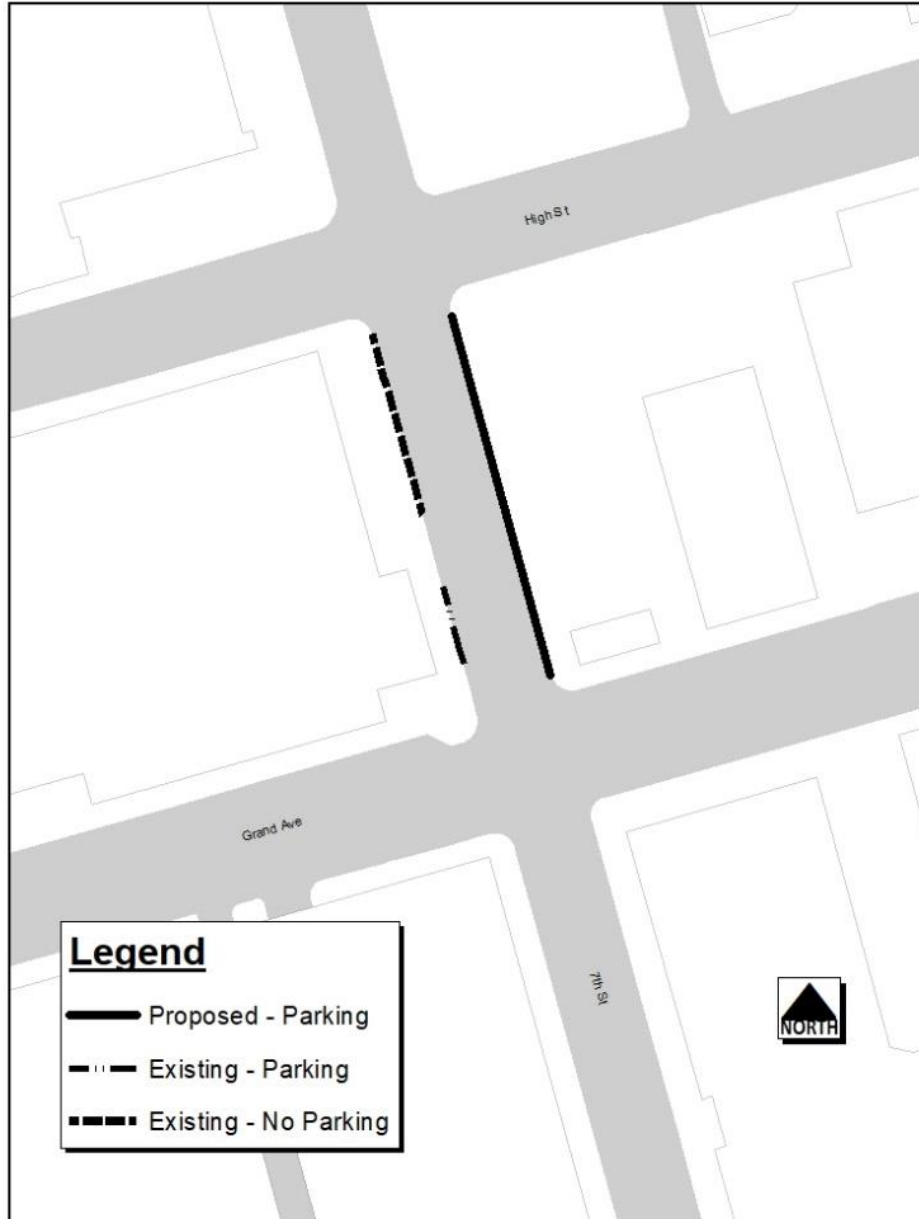 High St
Grand Ave
7th St
Legend
Proposed - Parking
Existing - Parking
Existing - No Parking
NORTH